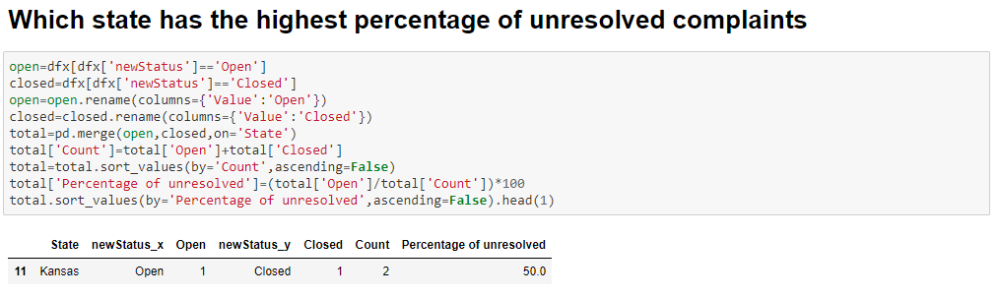 Which state has the highest percentage of unresolved complaints
open=dfx[dfx['newStatus']=='Open']
closed=dfx[dfx['newStatus']=='Closed']
open=open.rename(columns={'Value':'Open'})
closed=closed.rename(columns={'Value':'Closed'})
total=pd.merge(open,closed,on='State')
total['Count']=total['Open']+total['Closed']
total=total.sort_values(by='Count',ascending=False)
total['Percentage of unresolved']=(total['Open']/total['Count'])*100
total.sort_values(by='Percentage of unresolved',ascending=False).head(1)
State newStatus_x Open newStatus_y Closed Count Percentage of unresolved
11 Kansas Open 1 Closed 1 2 50.0